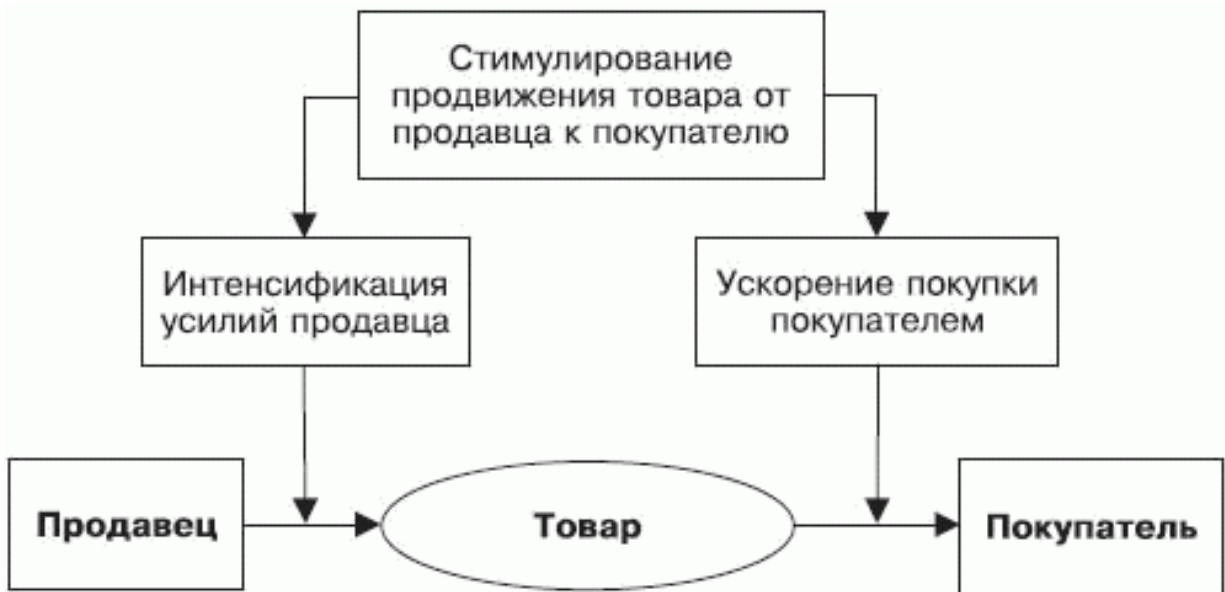 Стимулирование
продвижения товара от
продавца к покупателю
Интенсификация
усилий продавца
Ускорение покупки
покупателем
Продавец
Товар
Покупатель